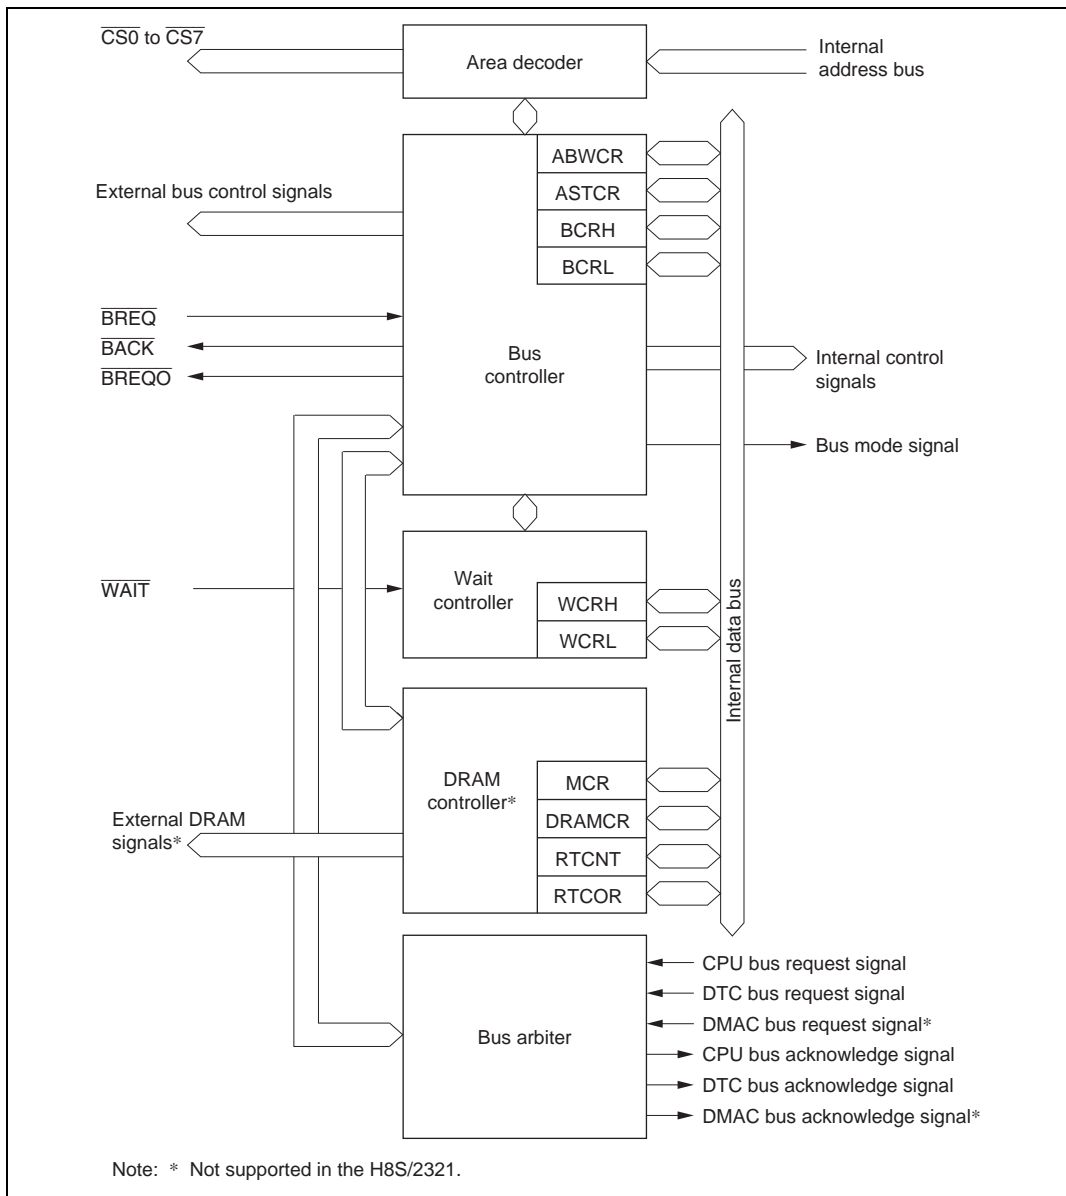 CS0 to CS7
Area decoder
Internal
address bus
ABWCR
ASTCR
External bus control signals
BCRH
BCRL
BREQ
BACK
BREQO
Bus
controller
Internal control
signals
Bus mode signal
WAIT
Wait
controller
WCRH
WCRL
Internal data bus
DRAM
controller*
MCR
DRAMCR
RTCNT
RTCOR
External DRAM
signals*
Bus arbiter
CPU bus request signal
DTC bus request signal
DMAC bus request signal*
CPU bus acknowledge signal
DTC bus acknowledge signal
DMAC bus acknowledge signal*
Note: * Not supported in the H8S/2321.